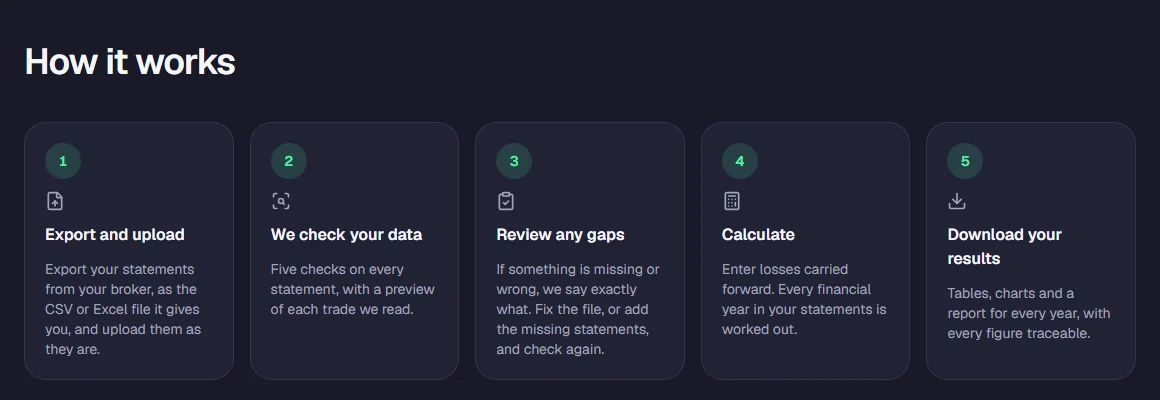 How it works
1
Export and upload
Export your statements
from your broker, as the
CSV or Excel file it gives
you, and upload them as
they are.
2
We check your data
Five checks on every
statement, with a preview
of each trade we read.
3
Review any gaps
If something is missing or
wrong, we say exactly
what. Fix the file, or add
the missing statements,
and check again.
4
Calculate
Enter losses carried
forward. Every financial
year in your statements is
worked out.
5
Download your
results
Tables, charts and a
report for every year, with
every figure traceable.